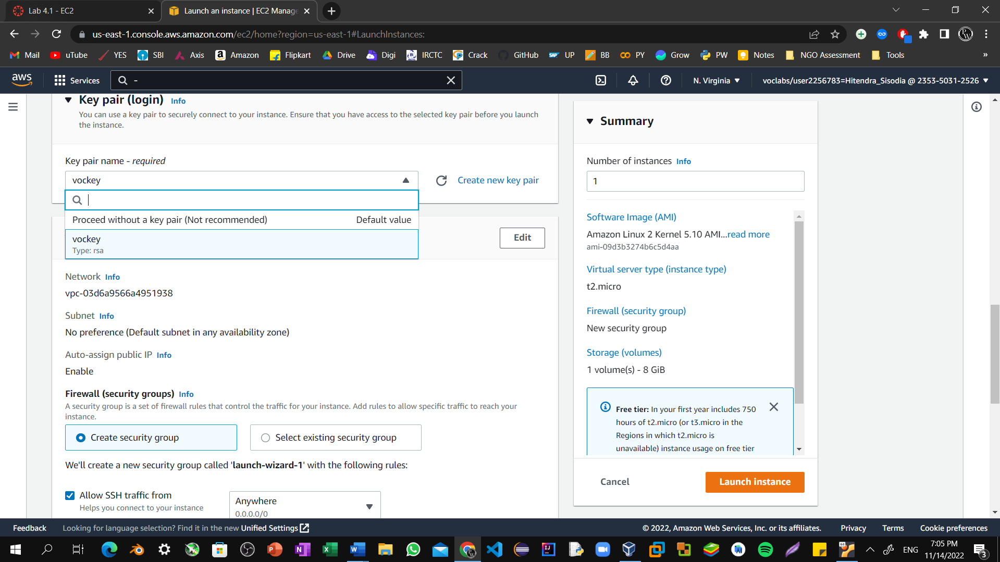 Lab 4.1 - EC2
Launch an instance | EC2 Manage
us-east-1.console.aws.amazon.com/ec2/home?region=us-east-1#LaunchInstances:
Mail uTube YES SBI Axis Amazon Flipkart Drive Digi IRCTC Crack GitHub UP BB PY Grow PW Notes NGO Assessment Tools »
aws Services - N. Virginia voclabs/user2256783=Hitendra_Sisodia @ 2353-5031-2526
Key pair (login) Info
You can use a key pair to securely connect to your instance. Ensure that you have access to the selected key pair before you launch
the instance.
Key pair name - required
vockey
Create new key pair
Proceed without a key pair (Not recommended) Default value
vockey
Type: rsa
Edit
Network Info
vpc-03d6a9566a4951938
Subnet Info
No preference (Default subnet in any availability zone)
Auto-assign public IP Info
Enable
Firewall (security groups) Info
A security group is a set of firewall rules that control the traffic for your instance. Add rules to allow specific traffic to reach your
instance.
Create security group
Select existing security group
We'll create a new security group called 'launch-wizard-1' with the following rules:
Allow SSH traffic from
Helps you connect to your instance
Anywhere
0.0.0.0/0
Summary
Number of instances Info
1
Software Image (AMI)
Amazon Linux 2 Kernel 5.10 AMI...read more
ami-09d3b3274b6c5d4aa
Virtual server type (instance type)
t2.micro
Firewall (security group)
New security group
Storage (volumes)
1 volume(s) - 8 GiB
Free tier: In your first year includes 750
hours of t2.micro (or t3.micro in the
Regions in which t2.micro is
unavailable) instance usage on free tier
Cancel
Launch instance
Feedback Looking for language selection? Find it in the new Unified Settings © 2022, Amazon Web Services, Inc. or its affiliates. Privacy Terms Cookie preferences
ENG
7:05 PM
11/14/2022
3